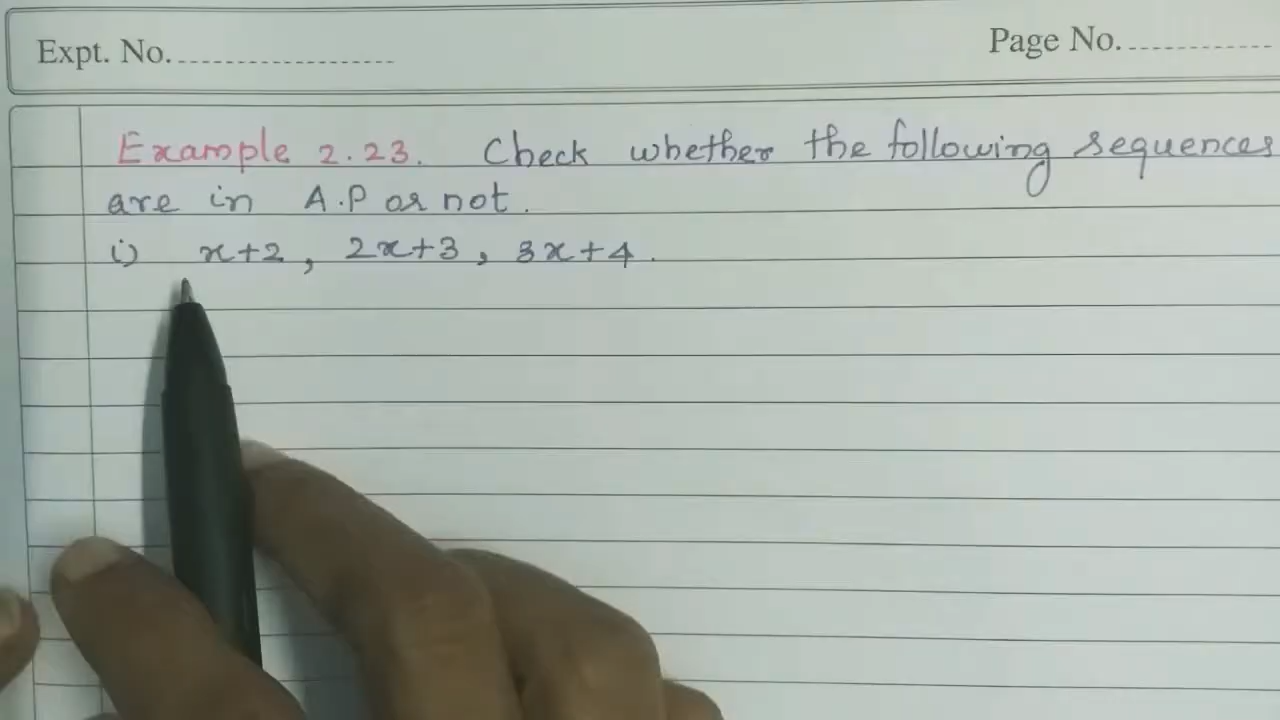 Expt. No. Page No.
Example 2.23. Check whether the following sequences
are in A.P or not.
i) x+2, 2x+3, 3x+4.